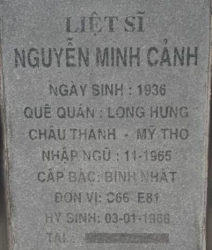 LIỆT SĨ
NGUYỄN MINH CẢNH
NGÀY SINH : 1936
QUÊ QUÁN : LONG HƯNG
CHÂU THÀNH - MỸ THO
NHẬP NGŨ : 11-1965
CẤP BẬC: BINH NHẤT
ĐƠN VỊ: C66 E81
HY SINH: 03-01-1968
TẠI :